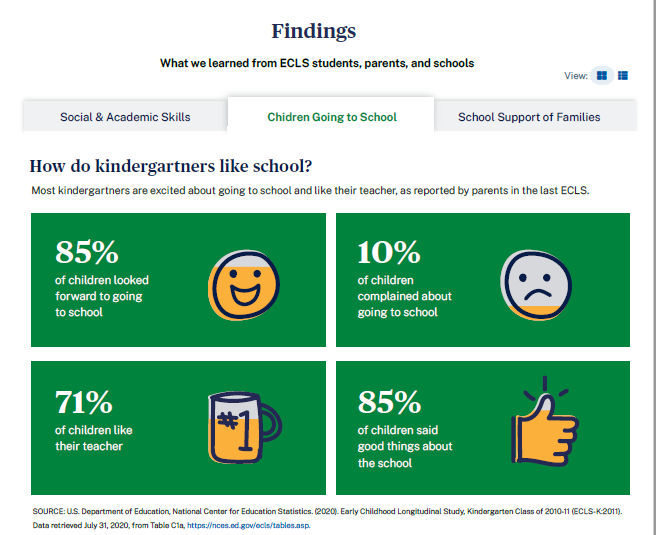 Findings
What we learned from ECLS students, parents, and schools
View:
Social & Academic Skills
Chidren Going to School
School Support of Families
How do kindergartners like school?
Most kindergartners are excited about going to school and like their teacher, as reported by parents in the last ECLS.
85%
of children looked
forward to going
to school
10%
of children
complained about
going to school
71%
of children like
their teacher
#1
85%
of children said
good things about
the school
SOURCE: U.S. Department of Education, National Center for Education Statistics. (2020). Early Childhood Longitudinal Study, Kindergarten Class of 2010-11 (ECLS-K:2011).
Data retrieved July 31, 2020, from Table C1a, https://nces.ed.gov/ecls/tables.asp.